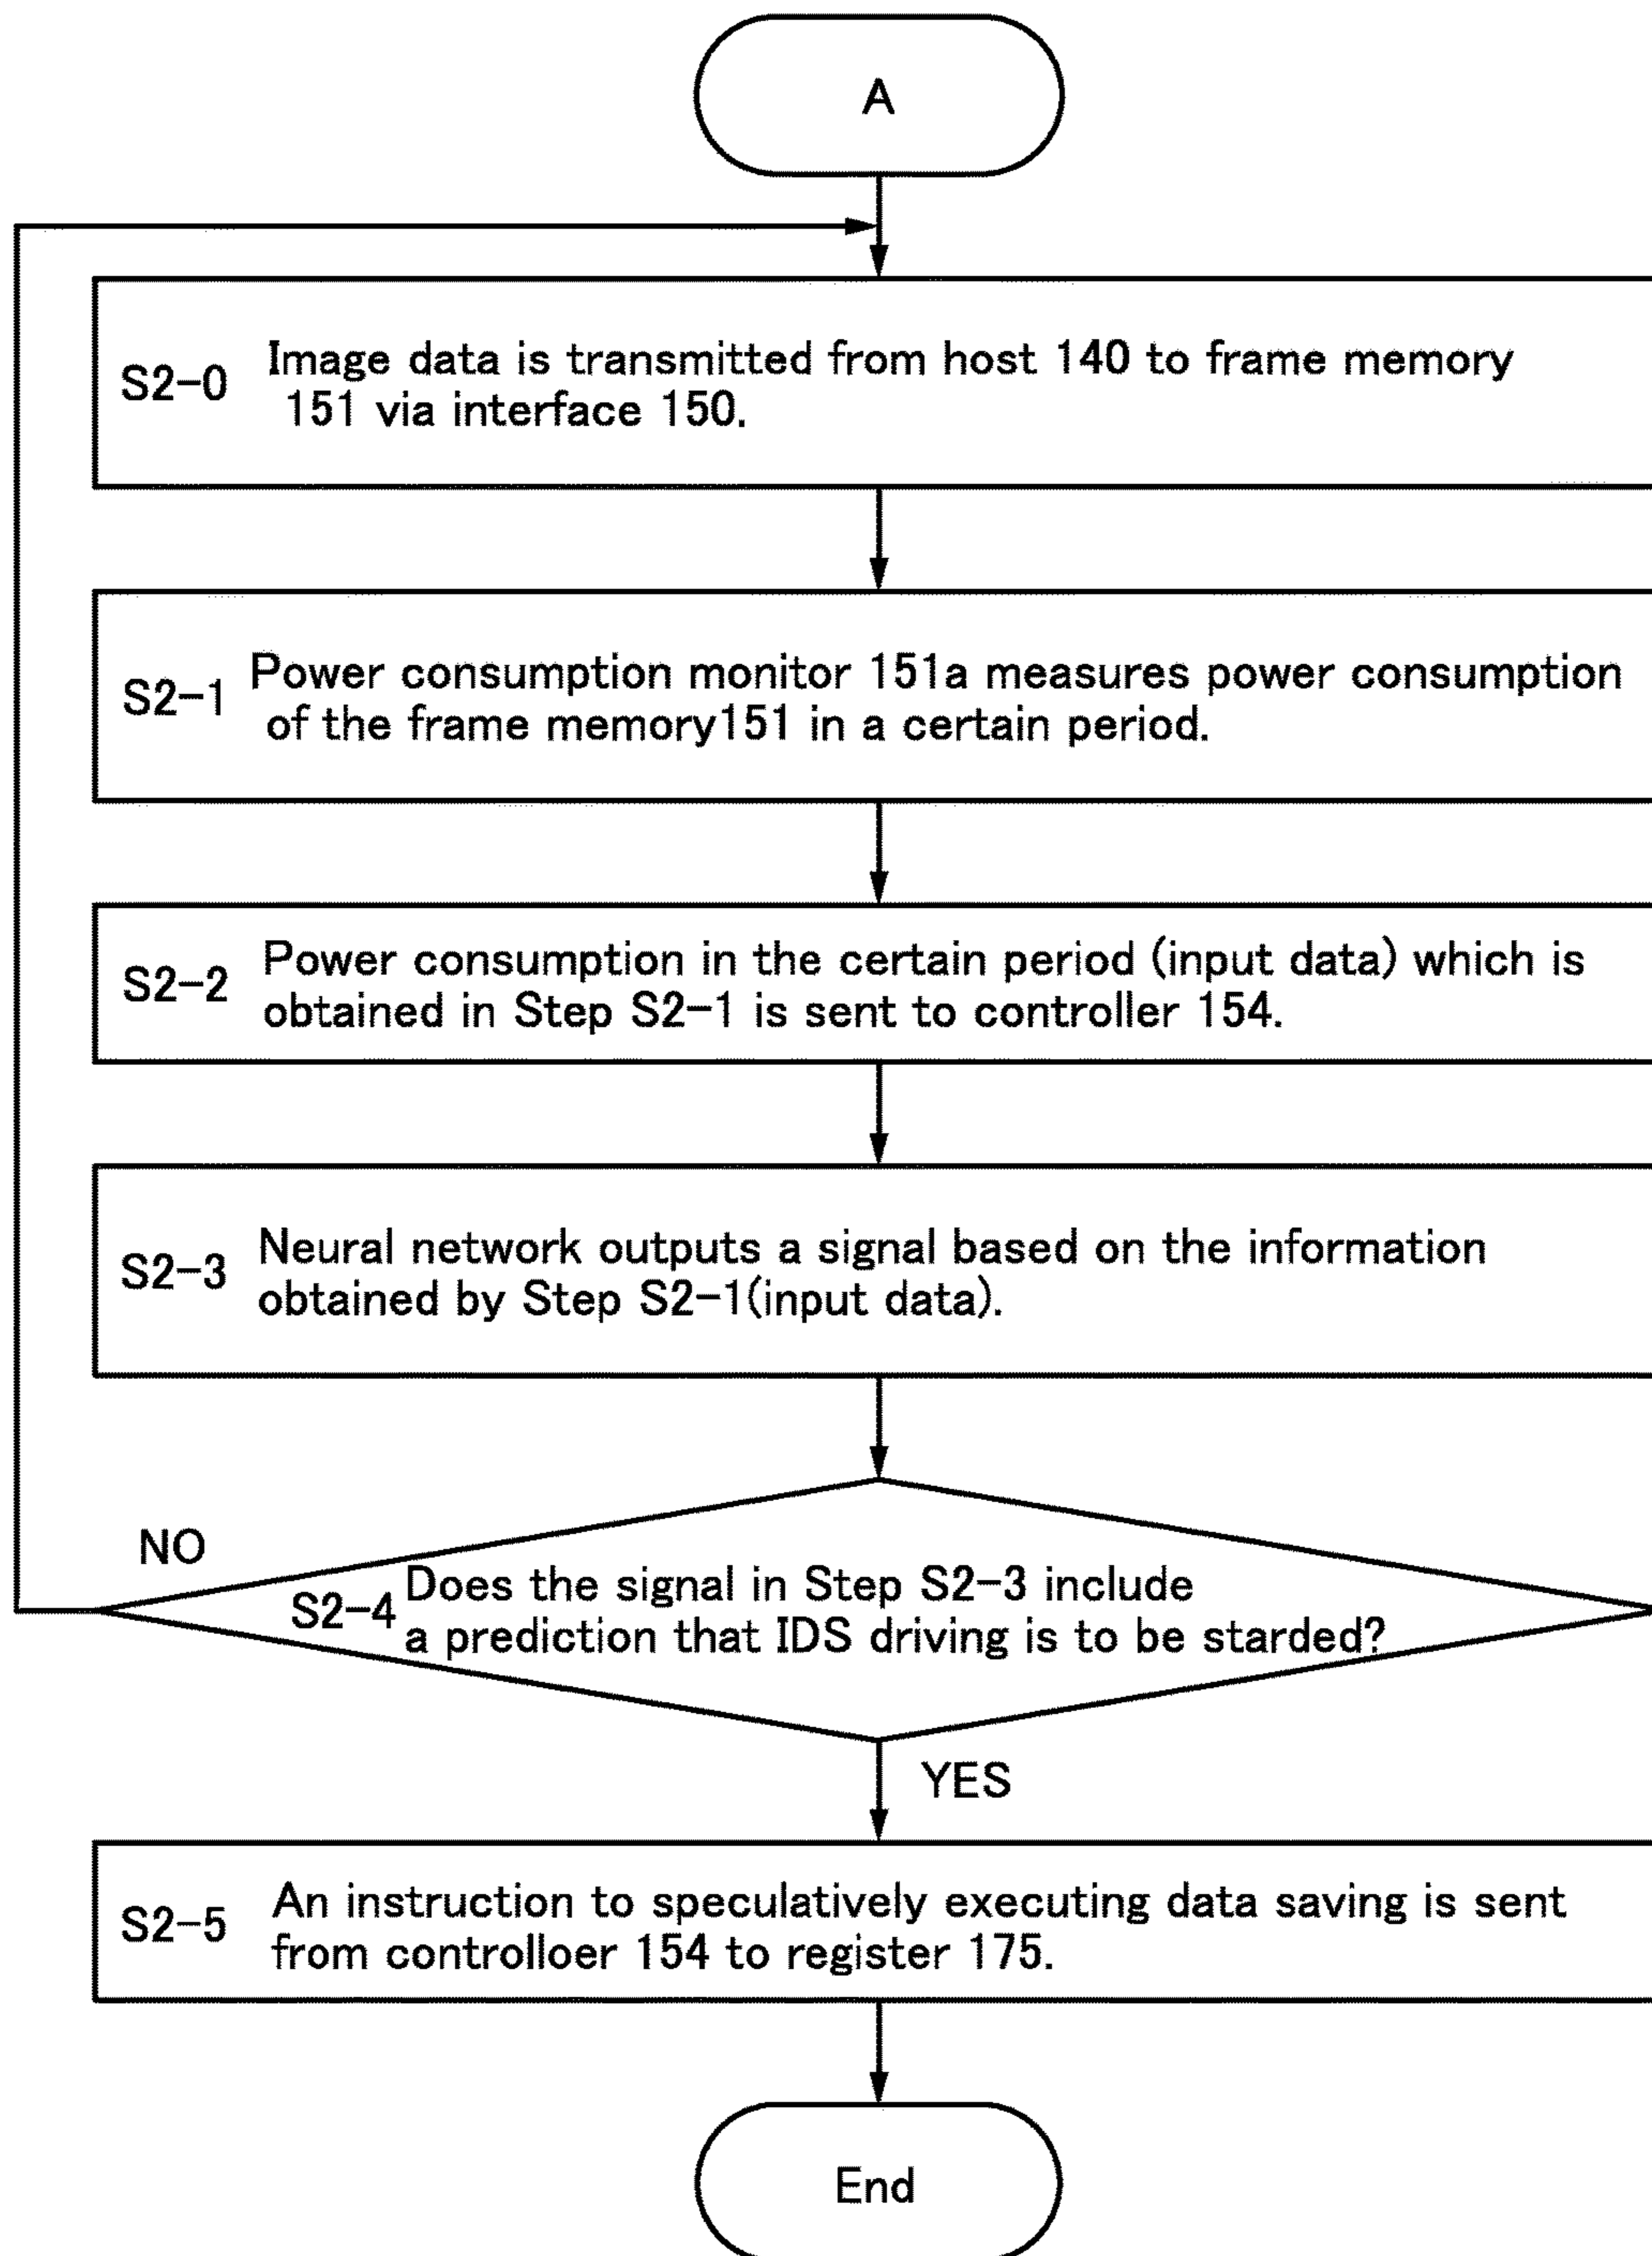 A
S2-0 Image data is transmitted from host 140 to frame memory
151 via interface 150.
S2-1 Power consumption monitor 151a measures power consumption
of the frame memory151 in a certain period.
S2-2 Power consumption in the certain period (input data) which is
obtained in Step S2-1 is sent to controller 154.
S2-3 Neural network outputs a signal based on the information
obtained by Step S2-1(input data).
NO
S2-4 Does the signal in Step S2-3 include
a prediction that IDS driving is to be starded?
YES
S2-5 An instruction to speculatively executing data saving is sent
from controlloer 154 to register 175.
End